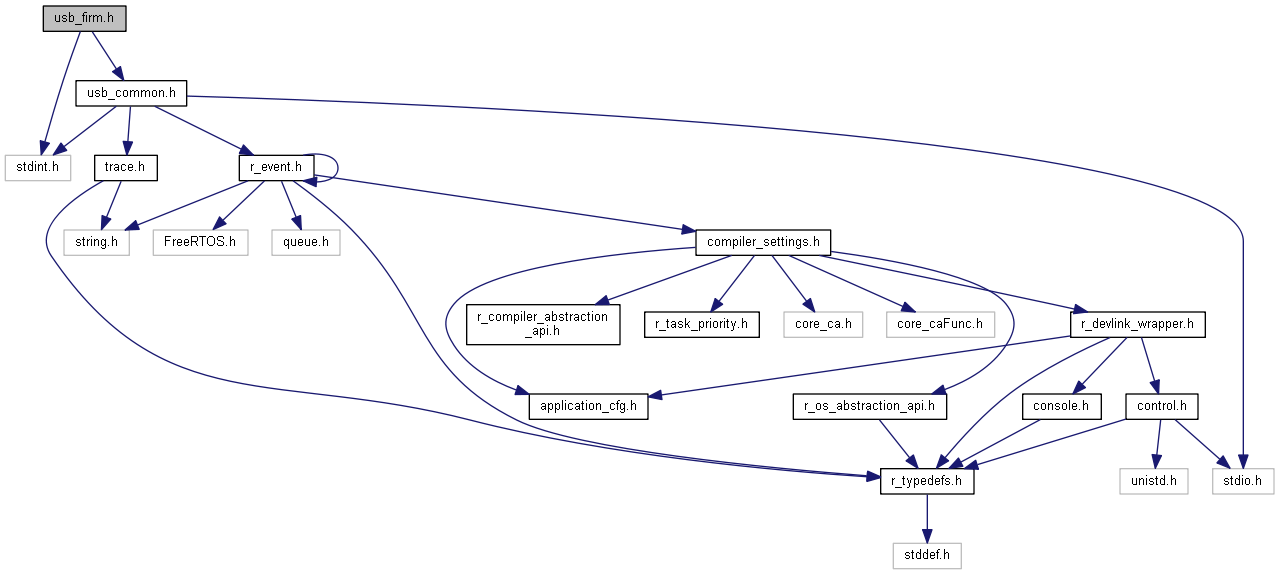 usb_firm.h
usb_common.h
stdint.h
trace.h
r_event.h
string.h
FreeRTOS.h
queue.h
compiler_settings.h
r_compiler_abstraction
_api.h
r_task_priority.h
core_ca.h
core_caFunc.h
r_devlink_wrapper.h
application_cfg.h
r_os_abstraction_api.h
console.h
control.h
r_typedefs.h
unistd.h
stdio.h
stddef.h